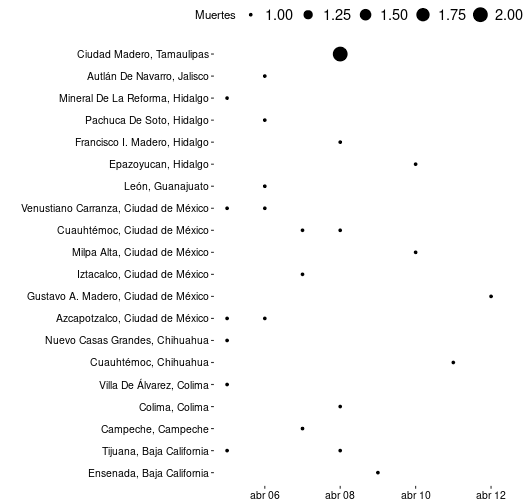 Muertes 1.00 1.25 1.50 1.75 2.00
Ciudad Madero, Tamaulipas
Autlán De Navarro, Jalisco
Mineral De La Reforma, Hidalgo
Pachuca De Soto, Hidalgo
Francisco I. Madero, Hidalgo
Epazoyucan, Hidalgo
León, Guanajuato
Venustiano Carranza, Ciudad de México
Cuauhtémoc, Ciudad de México
Milpa Alta, Ciudad de México
Iztacalco, Ciudad de México
Gustavo A. Madero, Ciudad de México
Azcapotzalco, Ciudad de México
Nuevo Casas Grandes, Chihuahua
Cuauhtémoc, Chihuahua
Villa De Álvarez, Colima
Colima, Colima
Campeche, Campeche
Tijuana, Baja California
Ensenada, Baja California
abr 06 abr 08 abr 10 abr 12